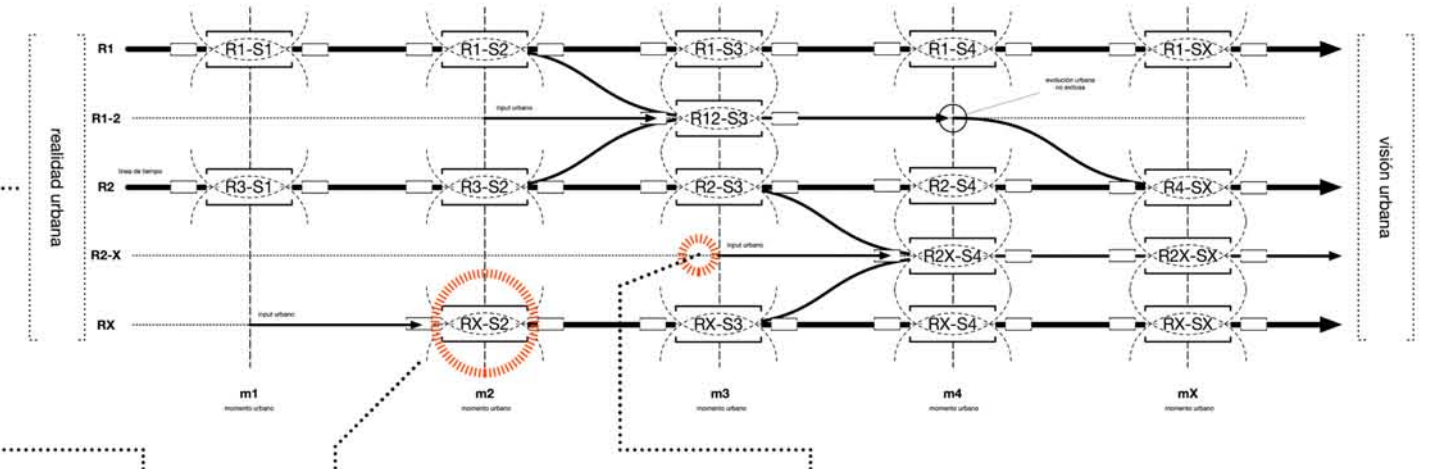 realidad urbana
R1
R1-S1
R1-S2
R1-S3
R1-S4
R1-SX
evolución urbana
no exitosa
R1-2
input urbano
R12-S3
línea de tiempo
R2
R3-S1
R3-S2
R2-S3
R2-S4
R4-SX
R2-X
input urbano
R2X-S4
R2X-SX
RX
input urbano
RX-S2
RX-S3
RX-S4
RX-SX
visión urbana
m1
m2
m3
m4
mX
momento urbano
momento urbano
momento urbano
momento urbano
momento urbano